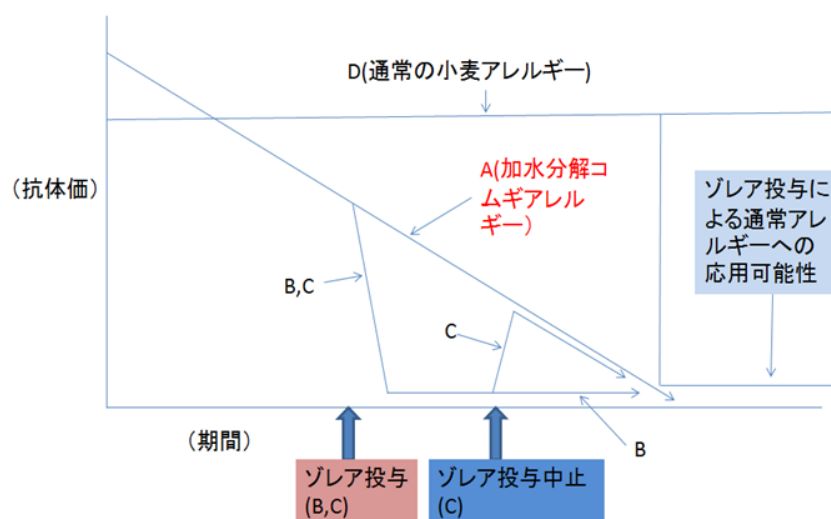 D(通常の小麦アレルギー)
A(加水分解コ
ムギアレル
ギー)
(抗体価)
ゾレア投与に
よる通常アレ
ルギーへの
応用可能性
B,C
C
(期間)
B
ゾレア投与
(B,C)
ゾレア投与中止
(C)